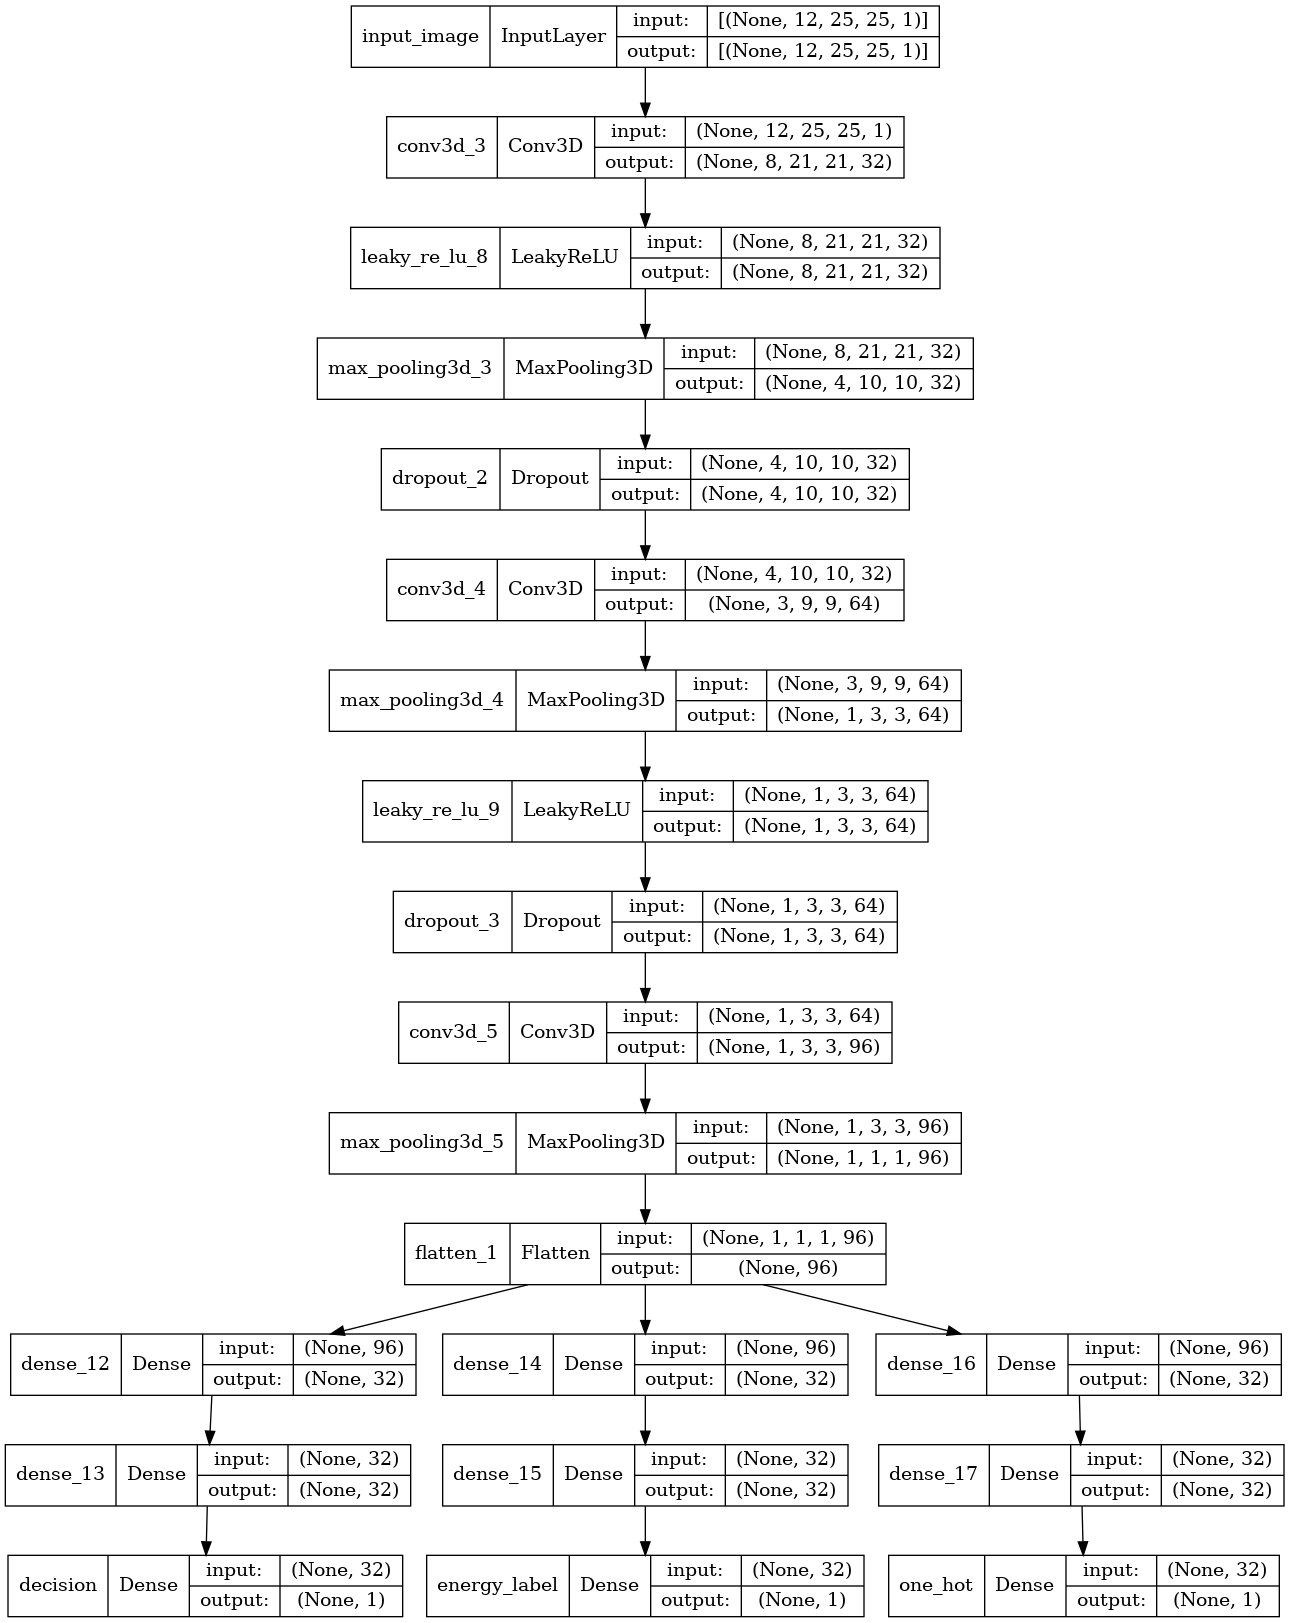 input_image InputLayer input: [(None, 12, 25, 25, 1)]
output: [(None, 12, 25, 25, 1)]
conv3d_3 Conv3D input: (None, 12, 25, 25, 1)
output: (None, 8, 21, 21, 32)
leaky_re_lu_8 LeakyReLU input: (None, 8, 21, 21, 32)
output: (None, 8, 21, 21, 32)
max_pooling3d_3 MaxPooling3D input: (None, 8, 21, 21, 32)
output: (None, 4, 10, 10, 32)
dropout_2 Dropout input: (None, 4, 10, 10, 32)
output: (None, 4, 10, 10, 32)
conv3d_4 Conv3D input: (None, 4, 10, 10, 32)
output: (None, 3, 9, 9, 64)
max_pooling3d_4 MaxPooling3D input: (None, 3, 9, 9, 64)
output: (None, 1, 3, 3, 64)
leaky_re_lu_9 LeakyReLU input: (None, 1, 3, 3, 64)
output: (None, 1, 3, 3, 64)
dropout_3 Dropout input: (None, 1, 3, 3, 64)
output: (None, 1, 3, 3, 64)
conv3d_5 Conv3D input: (None, 1, 3, 3, 64)
output: (None, 1, 3, 3, 96)
max_pooling3d_5 MaxPooling3D input: (None, 1, 3, 3, 96)
output: (None, 1, 1, 1, 96)
flatten_1 Flatten input: (None, 1, 1, 1, 96)
output: (None, 96)
dense_12 Dense input: (None, 96)
output: (None, 32)
dense_14 Dense input: (None, 96)
output: (None, 32)
dense_16 Dense input: (None, 96)
output: (None, 32)
dense_13 Dense input: (None, 32)
output: (None, 32)
dense_15 Dense input: (None, 32)
output: (None, 32)
dense_17 Dense input: (None, 32)
output: (None, 32)
decision Dense input: (None, 32)
output: (None, 1)
energy_label Dense input: (None, 32)
output: (None, 1)
one_hot Dense input: (None, 32)
output: (None, 1)